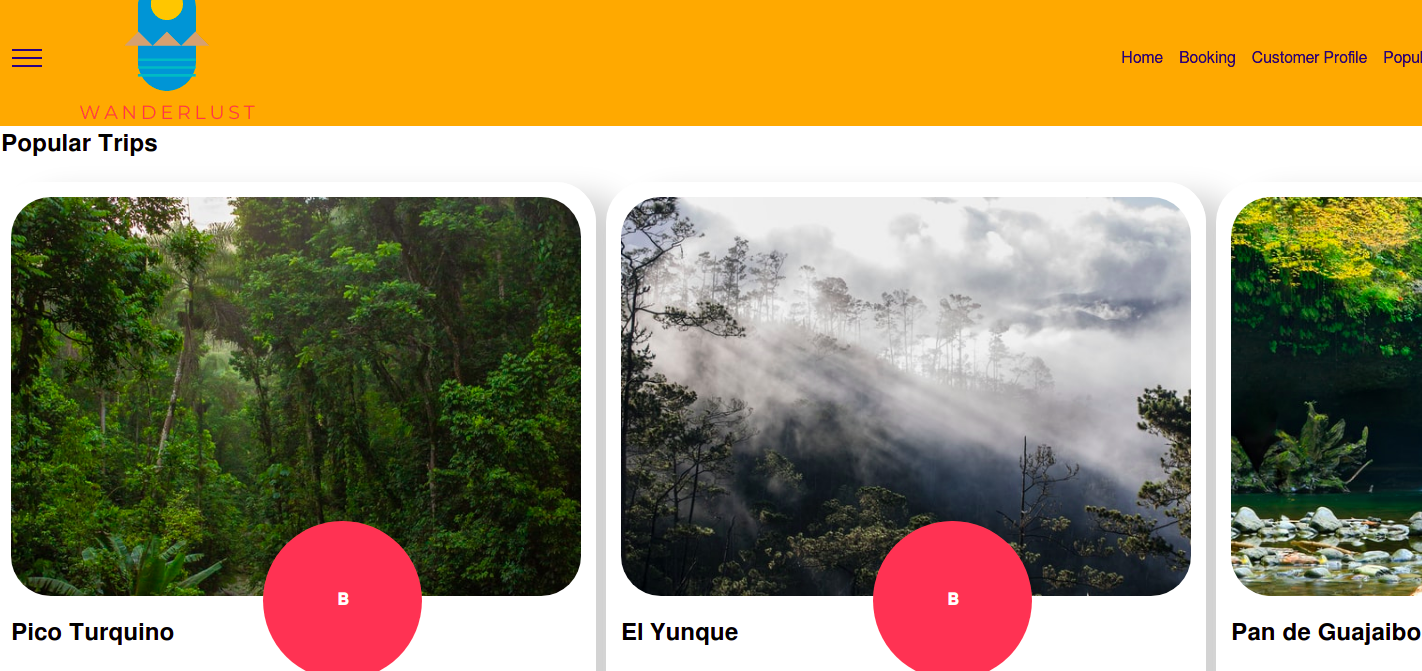 WANDERLUST
Home Booking Customer Profile Popul
Popular Trips
B
B
Pico Turquino
El Yunque
Pan de Guajaibo